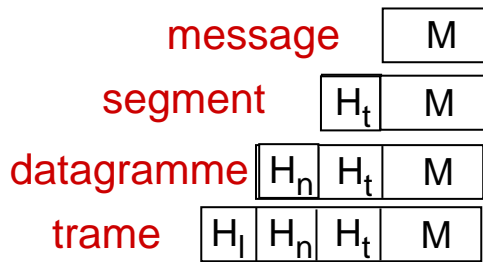 message M
segment Hₜ M
datagramme Hₙ Hₜ M
trame Hₗ Hₙ Hₜ M